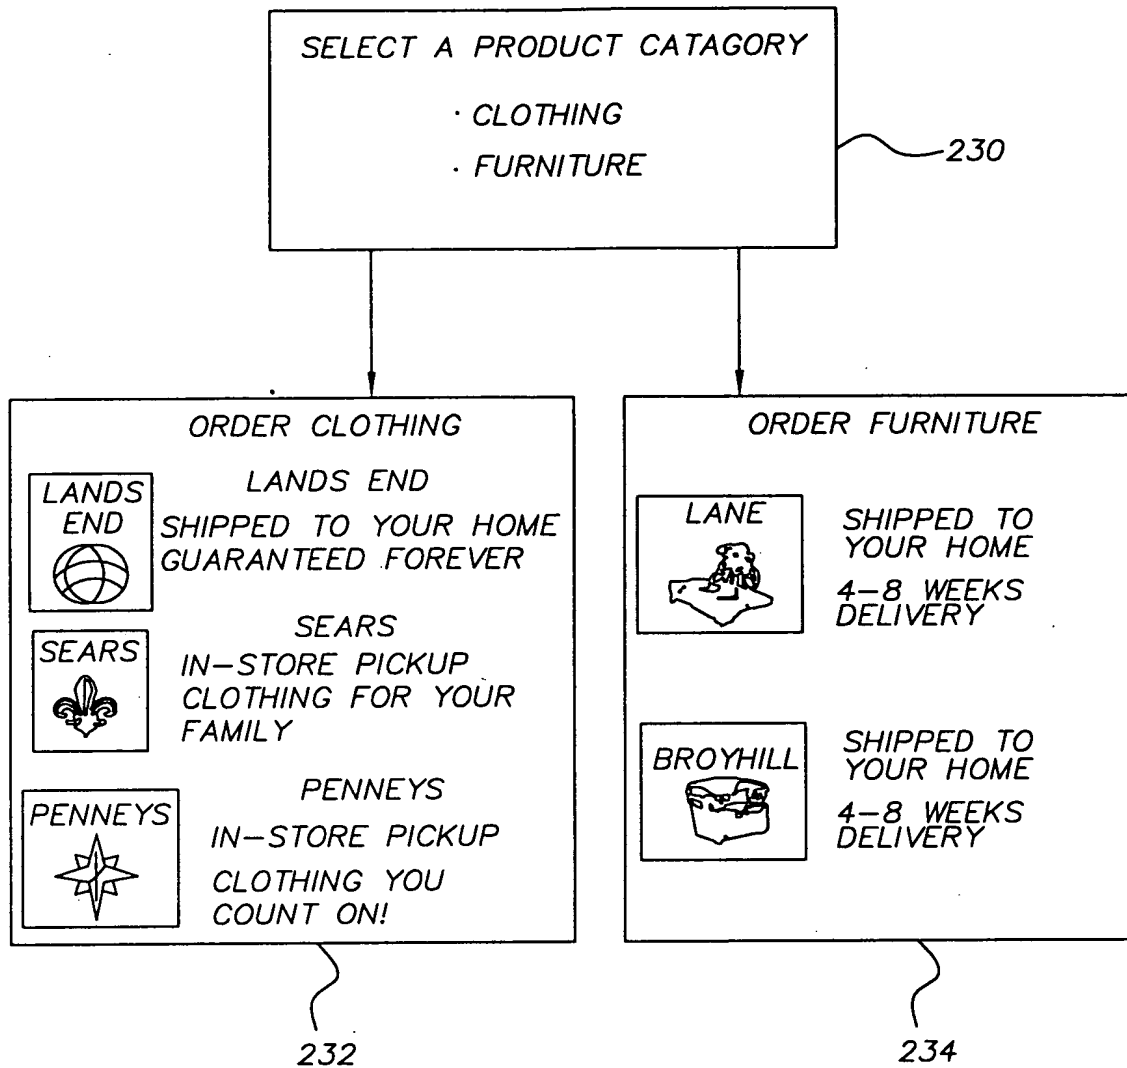 SELECT A PRODUCT CATAGORY
· CLOTHING
· FURNITURE
230
ORDER CLOTHING
LANDS
END
LANDS END
SHIPPED TO YOUR HOME
GUARANTEED FOREVER
SEARS
SEARS
IN-STORE PICKUP
CLOTHING FOR YOUR
FAMILY
PENNEYS
PENNEYS
IN-STORE PICKUP
CLOTHING YOU
COUNT ON!
232
ORDER FURNITURE
LANE
SHIPPED TO
YOUR HOME
4-8 WEEKS
DELIVERY
BROYHILL
SHIPPED TO
YOUR HOME
4-8 WEEKS
DELIVERY
234